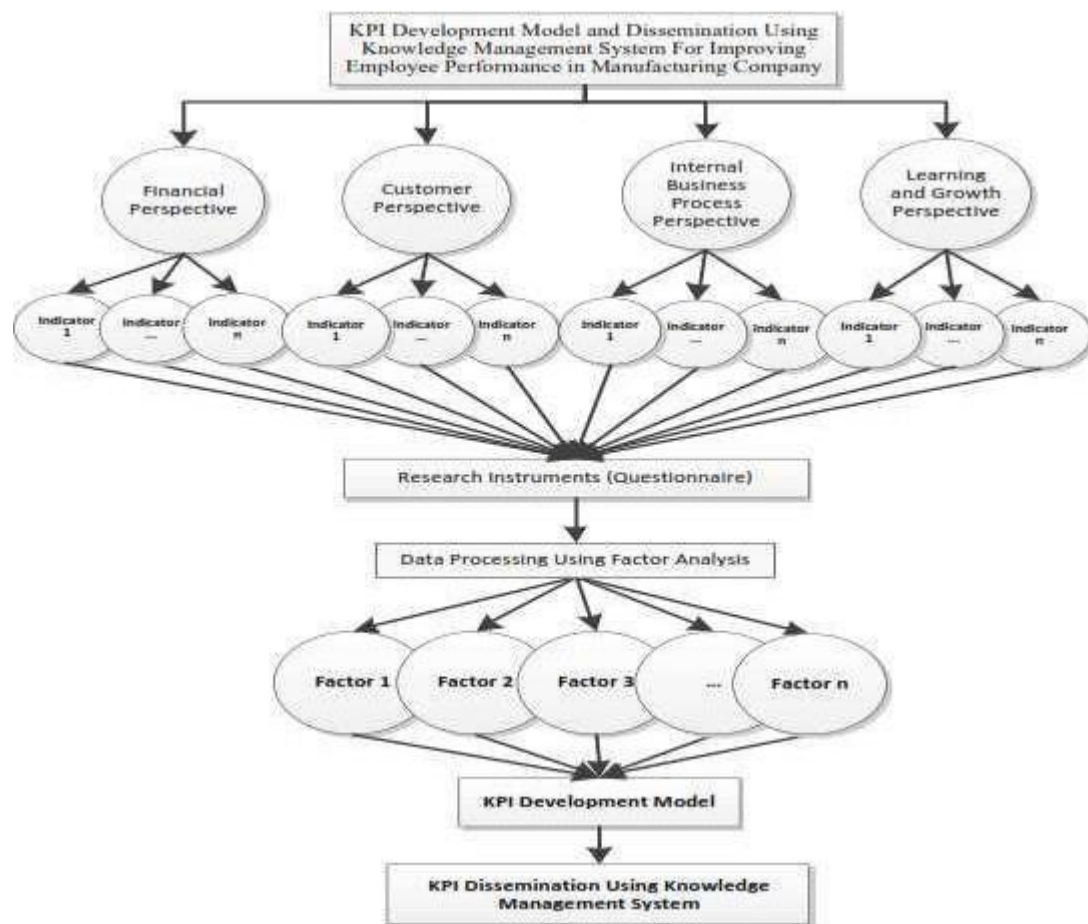 KPI Development Model and Dissemination Using
Knowledge Management System For Improving
Employee Performance in Manufacturing Company
Financial
Perspective
Customer
Perspective
Internal
Business
Process
Perspective
Learning
and Growth
Perspective
Indicator
1
Indicator
...
Indicator
n
Indicator
1
Indicator
...
Indicator
n
Indicator
1
Indicator
...
Indicator
n
Indicator
1
Indicator
...
Indicator
n
Research Instruments (Questionnaire)
Data Processing Using Factor Analysis
Factor 1
Factor 2
Factor 3
...
Factor n
KPI Development Model
KPI Dissemination Using Knowledge
Management System